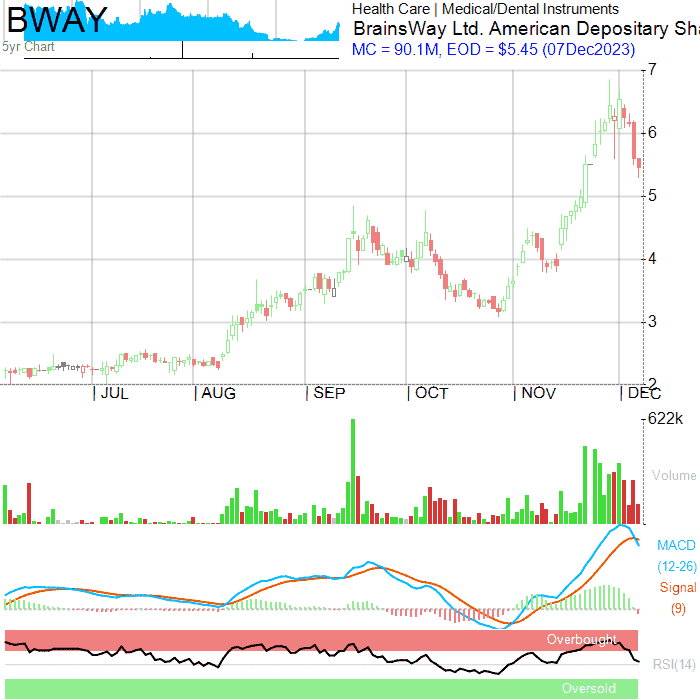 BWAY
Health Care | Medical/Dental Instruments
BrainsWay Ltd. American Depositary Sha
5yr Chart
MC = 90.1M, EOD = $5.45 (07Dec2023)
7
6
5
4
3
2
JUL
AUG
SEP
OCT
NOV
DEC
622k
Volume
MACD
(12-26)
Signal
(9)
Overbought
RSI(14)
Oversold